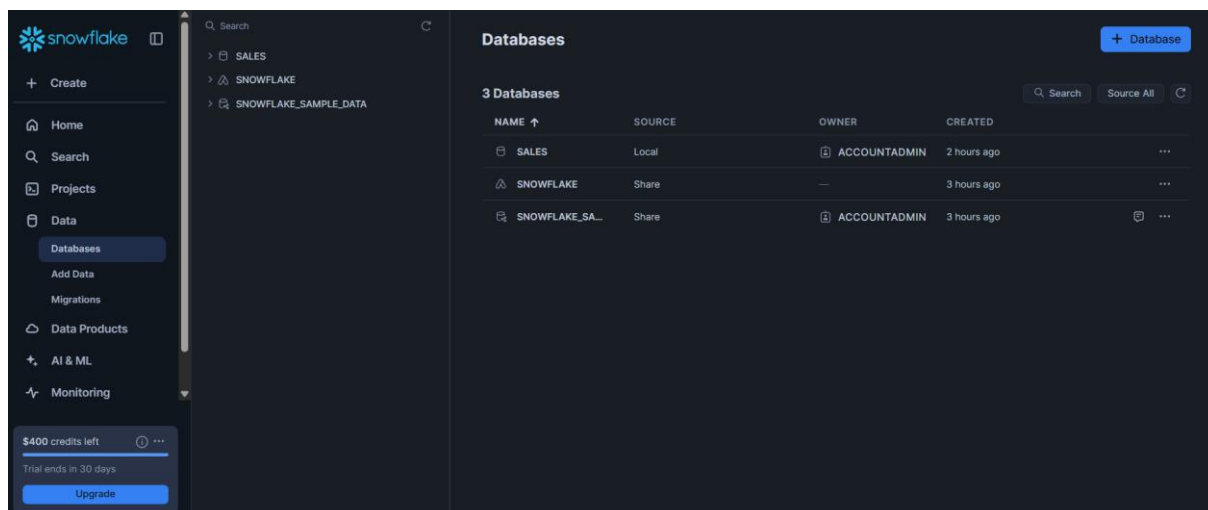 snowflake
+ Create
Home
Search
Projects
Data
Databases
Add Data
Migrations
Data Products
AI & ML
Monitoring
$400 credits left
Trial ends in 30 days
Upgrade
Search
SALES
SNOWFLAKE
SNOWFLAKE_SAMPLE_DATA
Databases
+ Database
3 Databases
Search
Source All
NAME ↑ SOURCE OWNER CREATED
SALES Local ACCOUNTADMIN 2 hours ago
SNOWFLAKE Share — 3 hours ago
SNOWFLAKE_SA... Share ACCOUNTADMIN 3 hours ago